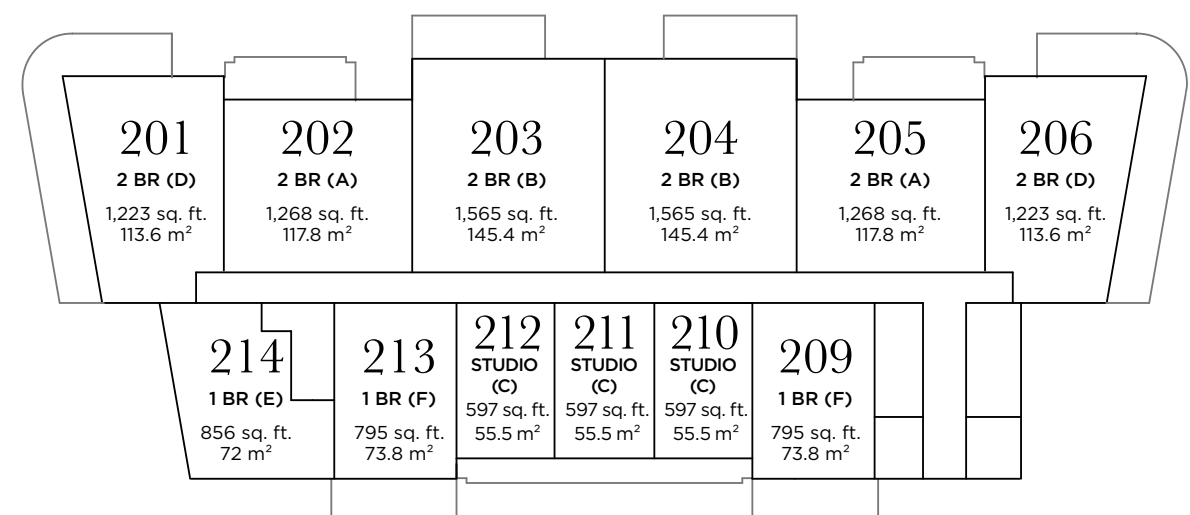 201
2 BR (D)
1,223 sq. ft.
113.6 m²
202
2 BR (A)
1,268 sq. ft.
117.8 m²
203
2 BR (B)
1,565 sq. ft.
145.4 m²
204
2 BR (B)
1,565 sq. ft.
145.4 m²
205
2 BR (A)
1,268 sq. ft.
117.8 m²
206
2 BR (D)
1,223 sq. ft.
113.6 m²
214
1 BR (E)
856 sq. ft.
72 m²
213
1 BR (F)
795 sq. ft.
73.8 m²
212
STUDIO
(C)
597 sq. ft.
55.5 m²
211
STUDIO
(C)
597 sq. ft.
55.5 m²
210
STUDIO
(C)
597 sq. ft.
55.5 m²
209
1 BR (F)
795 sq. ft.
73.8 m²